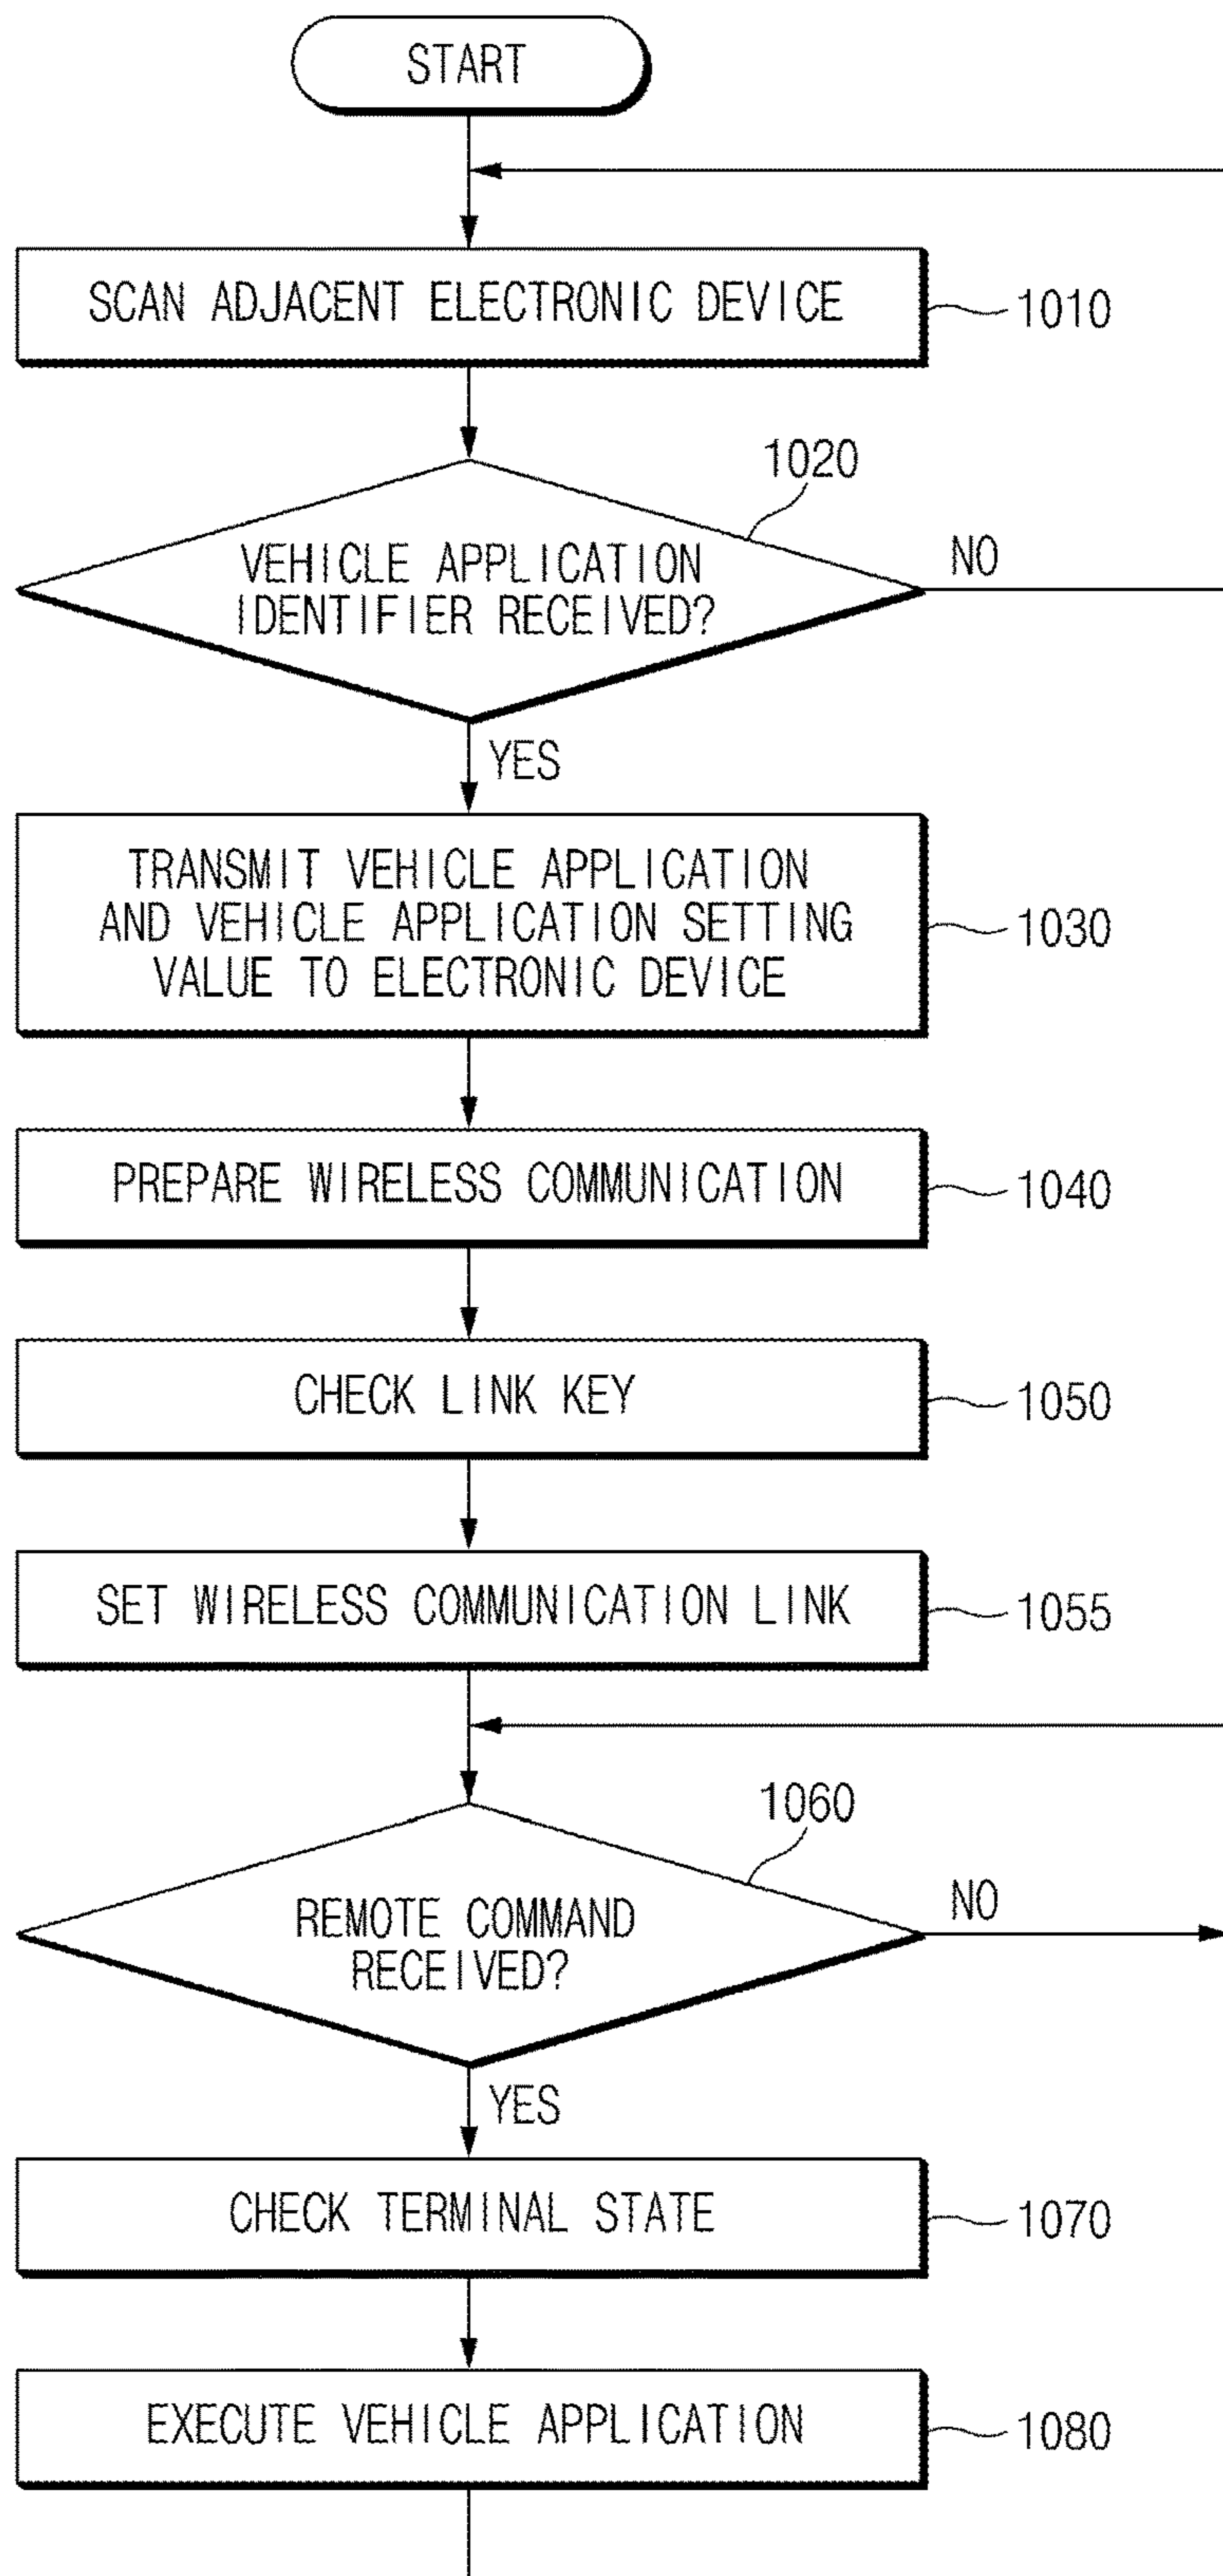 START
SCAN ADJACENT ELECTRONIC DEVICE
1010
1020
VEHICLE APPLICATION
IDENTIFIER RECEIVED?
NO
YES
TRANSMIT VEHICLE APPLICATION
AND VEHICLE APPLICATION SETTING
VALUE TO ELECTRONIC DEVICE
1030
PREPARE WIRELESS COMMUNICATION
1040
CHECK LINK KEY
1050
SET WIRELESS COMMUNICATION LINK
1055
1060
REMOTE COMMAND
RECEIVED?
NO
YES
CHECK TERMINAL STATE
1070
EXECUTE VEHICLE APPLICATION
1080